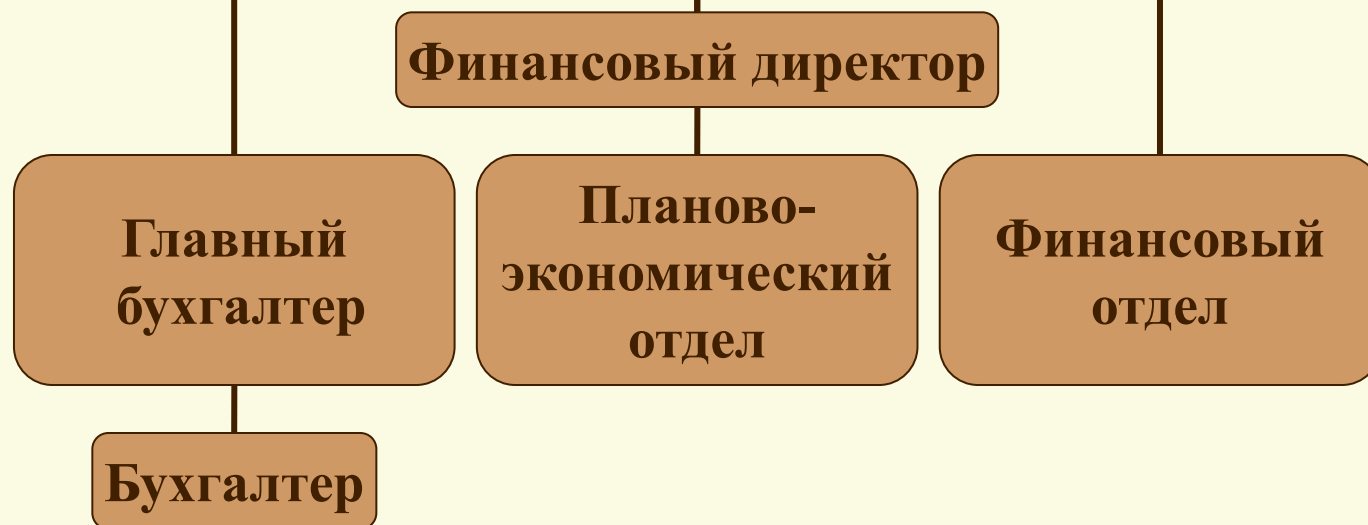 Финансовый директор
Главный
бухгалтер
Планово-
экономический
отдел
Финансовый
отдел
Бухгалтер